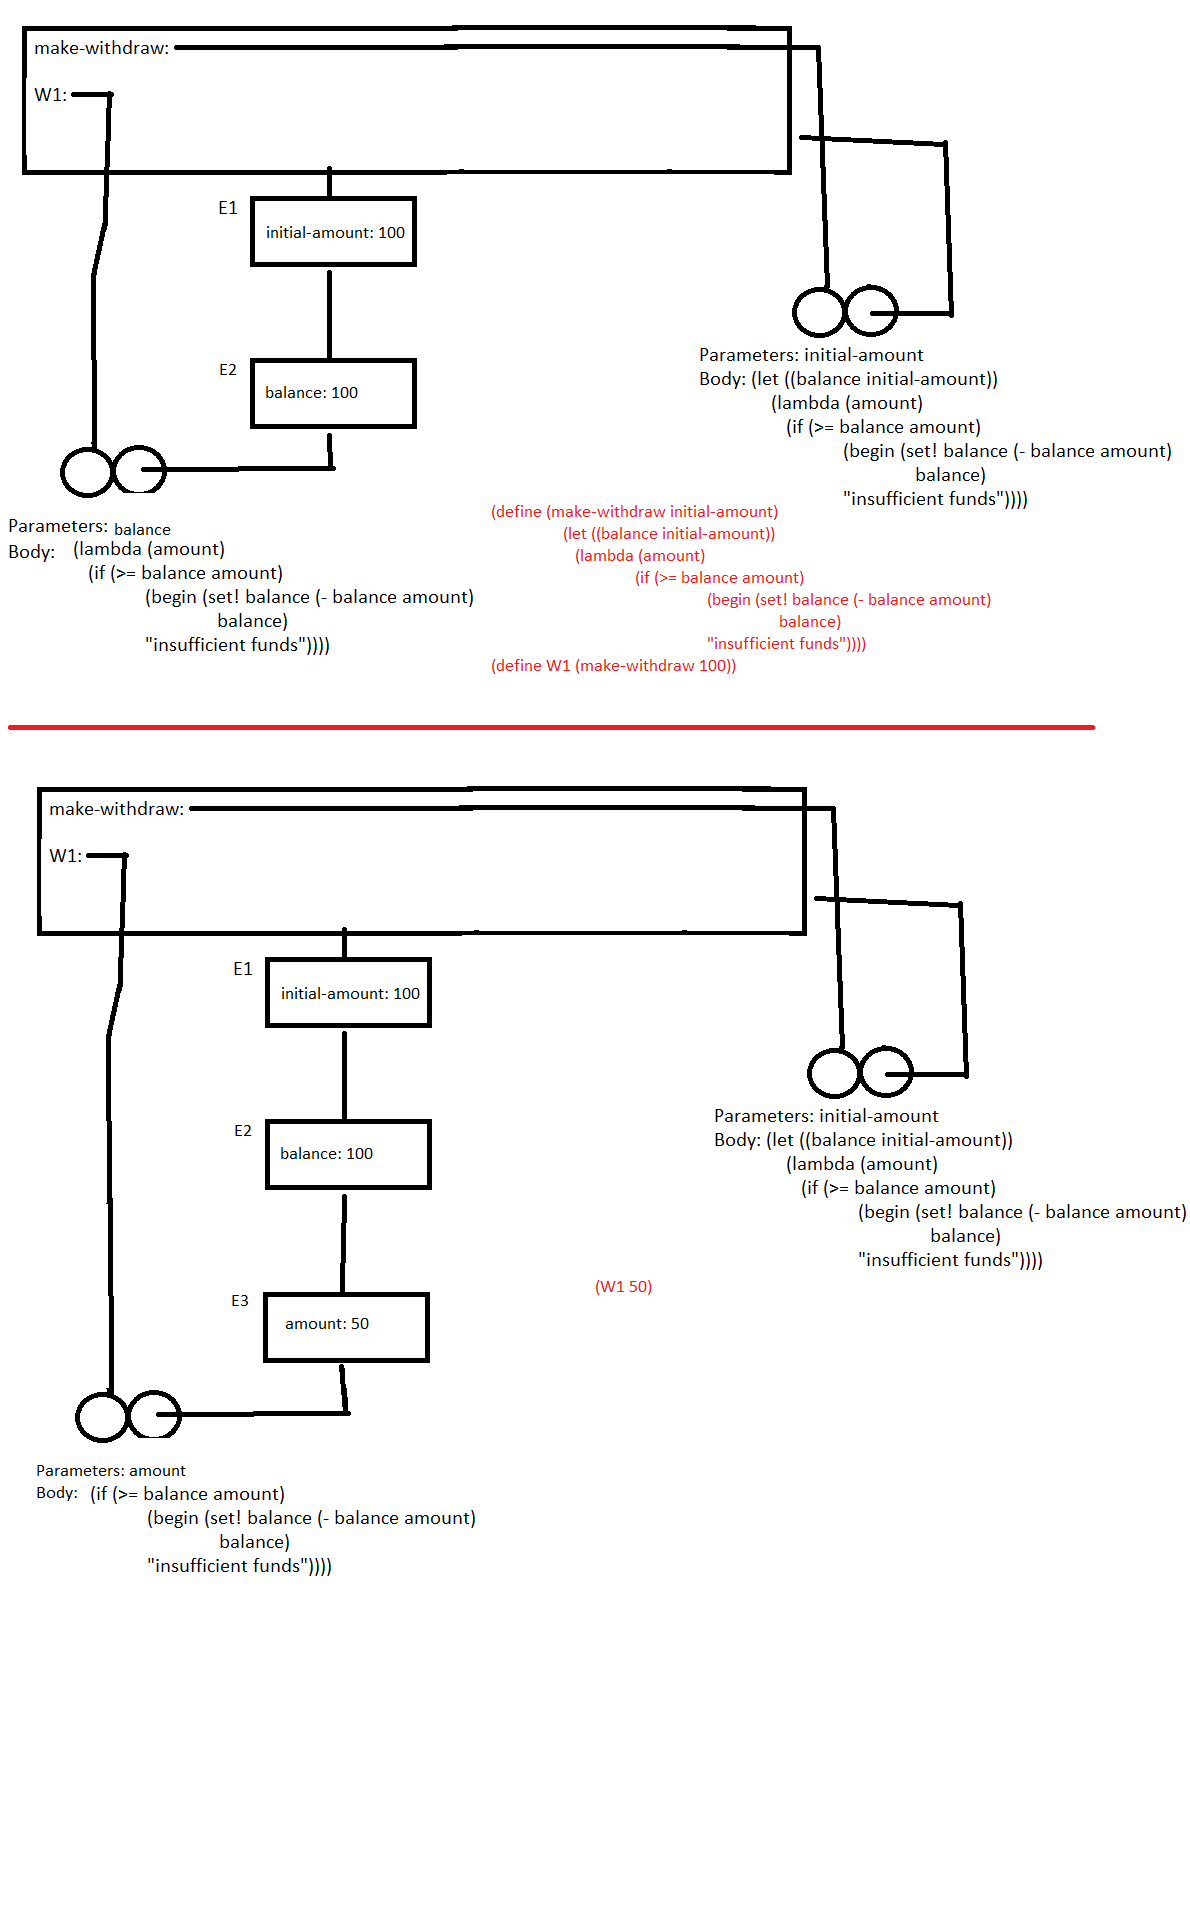 make-withdraw:
W1:
E1
initial-amount: 100
E2
balance: 100
Parameters: initial-amount
Body: (let ((balance initial-amount))
(lambda (amount)
(if (>= balance amount)
(begin (set! balance (- balance amount)
balance)
"insufficient funds"))))
Parameters: balance
Body: (lambda (amount)
(if (>= balance amount)
(begin (set! balance (- balance amount)
balance)
"insufficient funds"))))
(define (make-withdraw initial-amount)
(let ((balance initial-amount))
(lambda (amount)
(if (>= balance amount)
(begin (set! balance (- balance amount)
balance)
"insufficient funds"))))
(define W1 (make-withdraw 100))
make-withdraw:
W1:
E1
initial-amount: 100
E2
balance: 100
Parameters: initial-amount
Body: (let ((balance initial-amount))
(lambda (amount)
(if (>= balance amount)
(begin (set! balance (- balance amount)
balance)
"insufficient funds"))))
(W1 50)
E3
amount: 50
Parameters: amount
Body: (if (>= balance amount)
(begin (set! balance (- balance amount)
balance)
"insufficient funds"))))